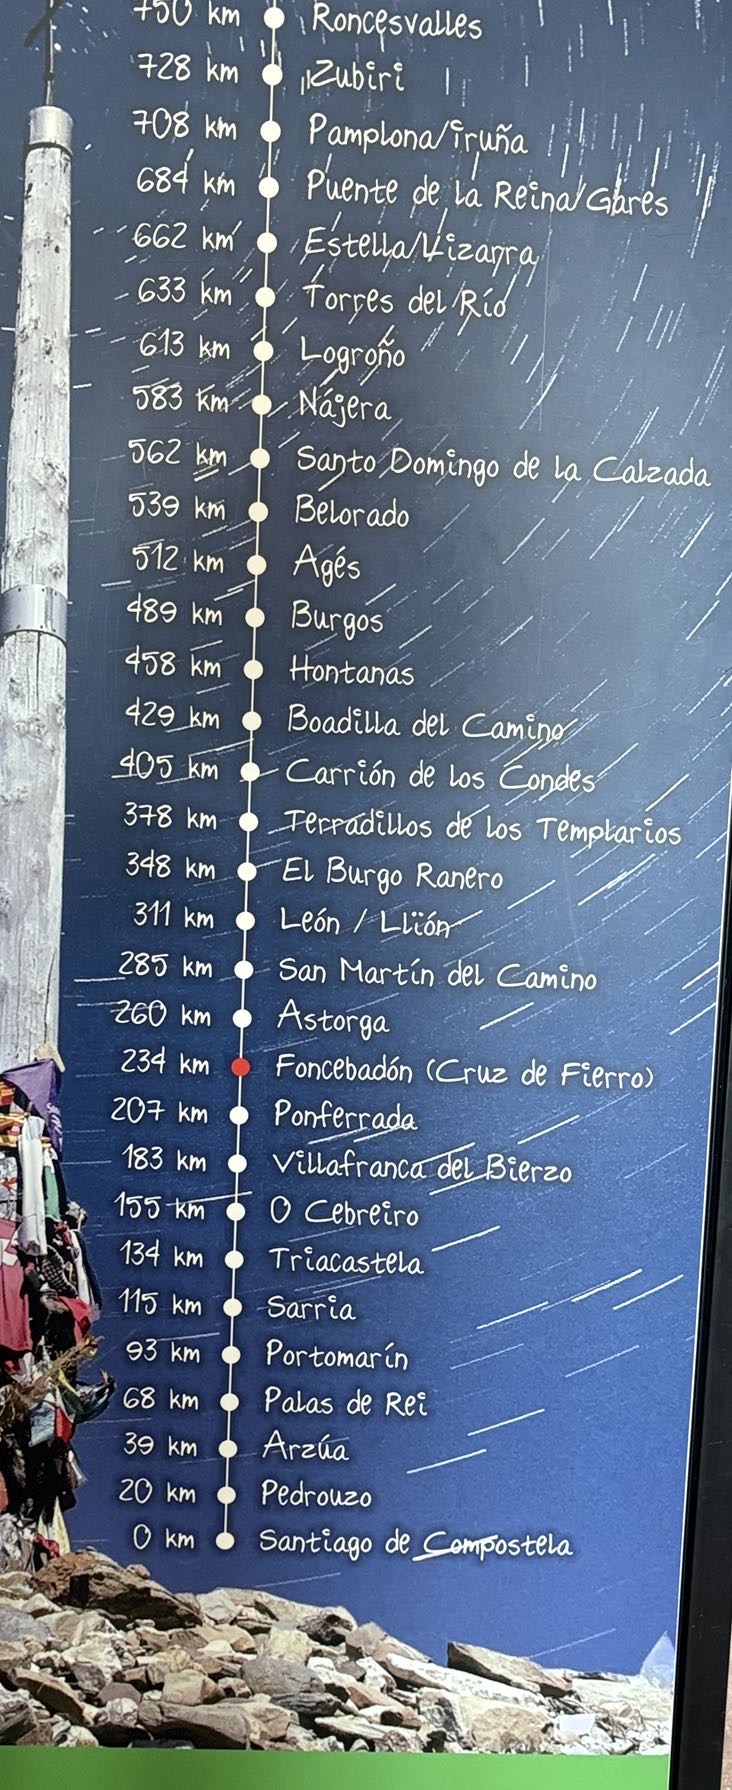 750 km Roncesvalles
728 km Zubiri
708 km Pamplona/Iruña
684 km Puente de la Reina/Gares
662 km Estella/Lizarra
633 km Torres del Río
613 km Logroño
583 km Nájera
562 km Santo Domingo de la Calzada
539 km Belorado
512 km Agés
489 km Burgos
458 km Hontanas
429 km Boadilla del Camino
405 km Carrión de los Condes
378 km Terradillos de los Templarios
348 km El Burgo Ranero
311 km León / Llión
285 km San Martín del Camino
260 km Astorga
234 km Foncebadón (Cruz de Fierro)
207 km Ponferrada
183 km Villafranca del Bierzo
155 km O Cebreiro
134 km Triacastela
115 km Sarria
93 km Portomarín
68 km Palas de Rei
39 km Arzúa
20 km Pedrouzo
0 km Santiago de Compostela